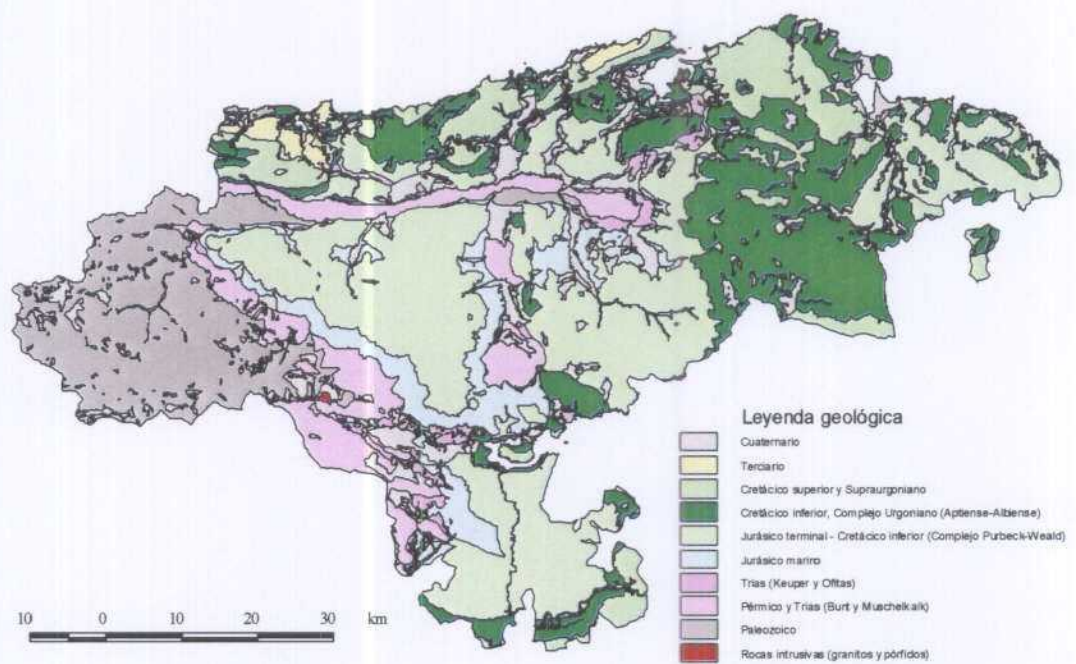 Leyenda geológica
Cuaternario
Terciario
Cretácico superior y Supraurgoniano
Cretácico inferior, Complejo Urgoniano (Aptiense-Albiense)
Jurásico terminal - Cretácico inferior (Complejo Purbeck-Weald)
Jurásico marino
Trías (Keuper y Ofitas)
Pérmico y Trías (Bunt y Muschelkalk)
Paleozoico
Rocas intrusivas (granitos y pórfidos)
10 0 10 20 30 km